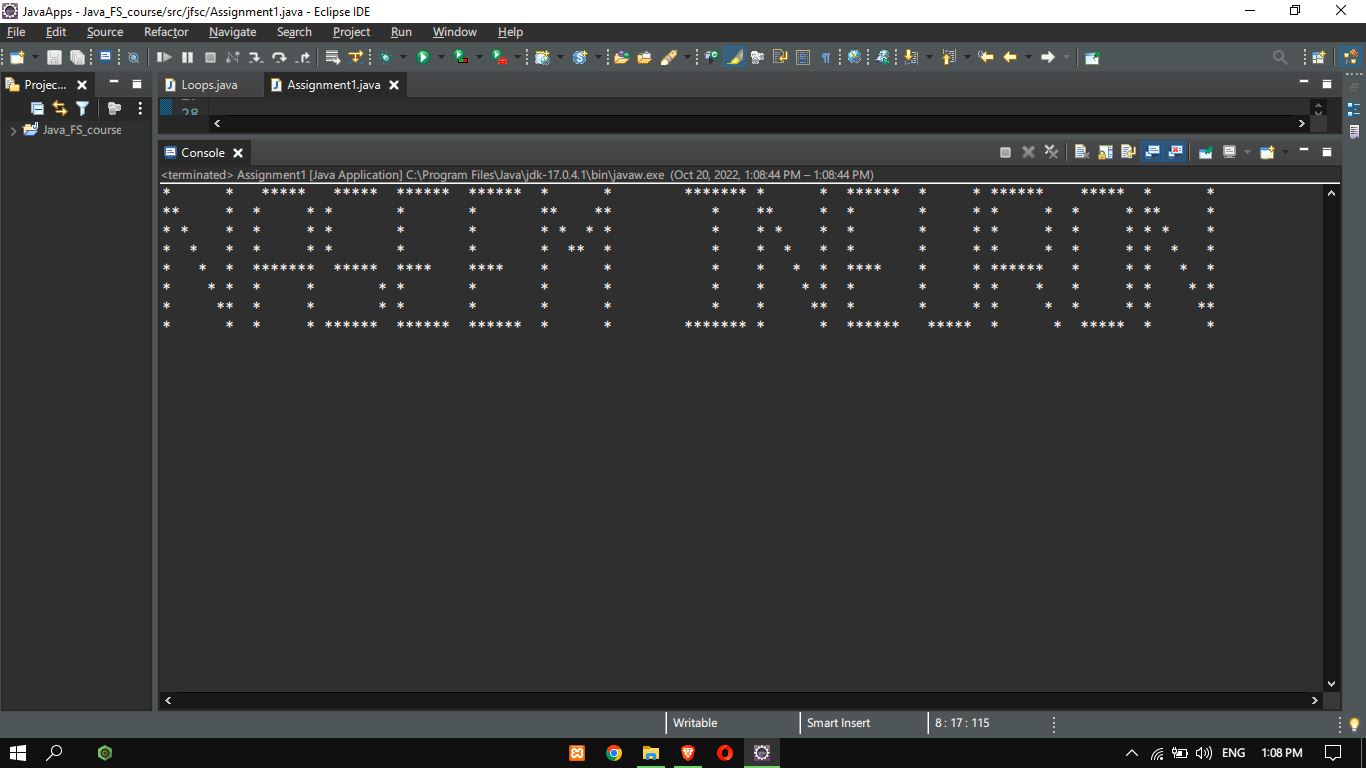 JavaApps - Java_FS_course/src/jfsc/Assignment1.java - Eclipse IDE
File Edit Source Refactor Navigate Search Project Run Window Help
Projec... Loops.java Assignment1.java
28
Java_FS_course
Console
<terminated> Assignment1 [Java Application] C:\Program Files\Java\jdk-17.0.4.1\bin\javaw.exe (Oct 20, 2022, 1:08:44 PM – 1:08:44 PM)
NASEEM INEURON
Writable Smart Insert 8 : 17 : 115
ENG 1:08 PM